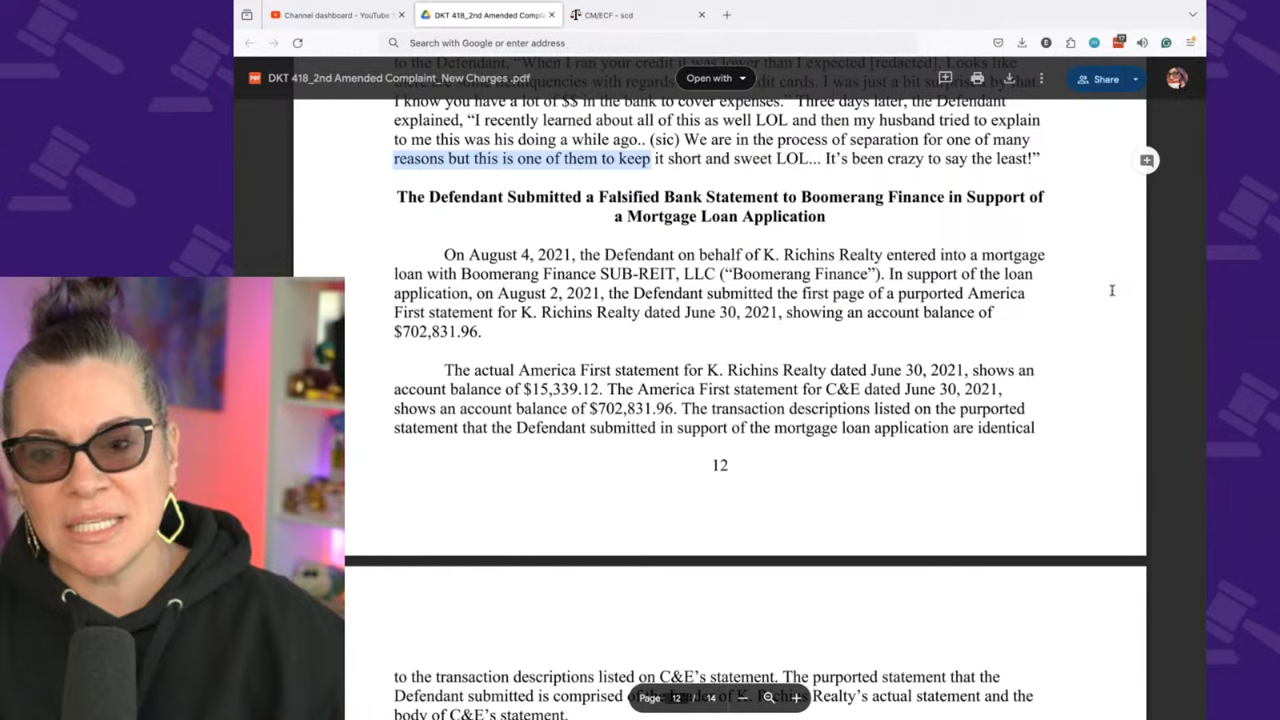 Channel dashboard - YouTube
DKT 418_2nd Amended Compl
CM/ECF - scd
Search with Google or enter address
to the Defendant, "When I ran your credit it was lower than I expected [redacted], Looks like
DKT 418_2nd Amended Complaint_New Charges .pdf
Open with
Share
I know you have a lot of $$ in the bank to cover expenses." Three days later, the Defendant
explained, "I recently learned about all of this as well LOL and then my husband tried to explain
to me this was his doing a while ago.. (sic) We are in the process of separation for one of many
reasons but this is one of them to keep it short and sweet LOL... It's been crazy to say the least!"
The Defendant Submitted a Falsified Bank Statement to Boomerang Finance in Support of
a Mortgage Loan Application
On August 4, 2021, the Defendant on behalf of K. Richins Realty entered into a mortgage
loan with Boomerang Finance SUB-REIT, LLC ("Boomerang Finance"). In support of the loan
application, on August 2, 2021, the Defendant submitted the first page of a purported America
First statement for K. Richins Realty dated June 30, 2021, showing an account balance of
$702,831.96.
The actual America First statement for K. Richins Realty dated June 30, 2021, shows an
account balance of $15,339.12. The America First statement for C&E dated June 30, 2021,
shows an account balance of $702,831.96. The transaction descriptions listed on the purported
statement that the Defendant submitted in support of the mortgage loan application are identical
12
to the transaction descriptions listed on C&E's statement. The purported statement that the
Defendant submitted is comprised of the header of K. Richins Realty's actual statement and the
body of C&E's statement.
Page 12 / 14